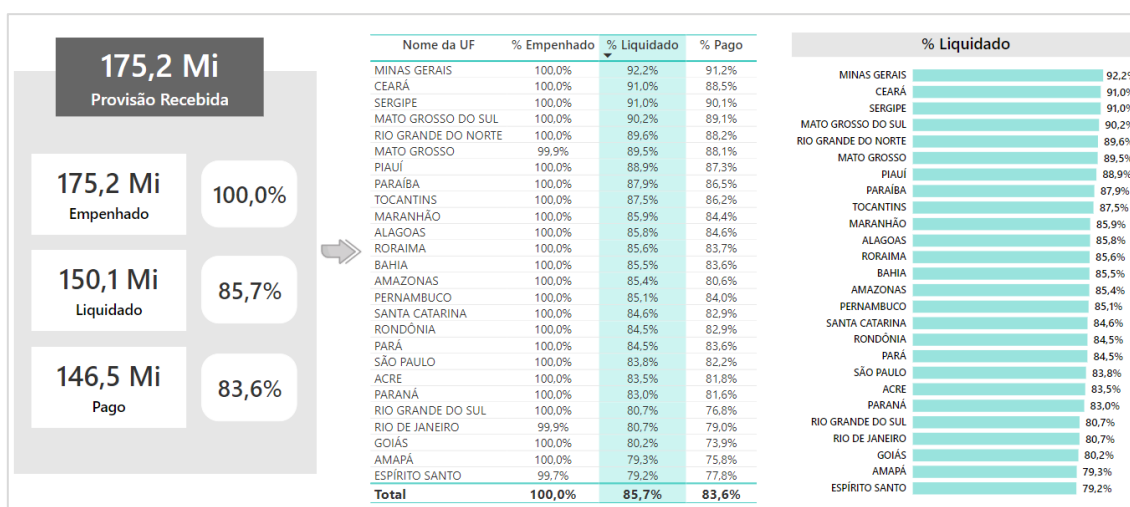 175,2 Mi
Provisão Recebida
175,2 Mi
Empenhado
100,0%
150,1 Mi
Liquidado
85,7%
146,5 Mi
Pago
83,6%
Nome da UF % Empenhado % Liquidado % Pago
MINAS GERAIS 100,0% 92,2% 91,2%
CEARÁ 100,0% 91,0% 88,5%
SERGIPE 100,0% 91,0% 90,1%
MATO GROSSO DO SUL 100,0% 90,2% 89,1%
RIO GRANDE DO NORTE 100,0% 89,6% 88,2%
MATO GROSSO 99,9% 89,5% 88,1%
PIAUÍ 100,0% 88,9% 87,3%
PARAÍBA 100,0% 87,9% 86,5%
TOCANTINS 100,0% 87,5% 86,2%
MARANHÃO 100,0% 85,9% 84,4%
ALAGOAS 100,0% 85,8% 84,6%
RORAIMA 100,0% 85,6% 83,7%
BAHIA 100,0% 85,5% 83,6%
AMAZONAS 100,0% 85,4% 80,6%
PERNAMBUCO 100,0% 85,1% 84,0%
SANTA CATARINA 100,0% 84,6% 82,9%
RONDÔNIA 100,0% 84,5% 82,9%
PARÁ 100,0% 84,5% 83,6%
SÃO PAULO 100,0% 83,8% 82,2%
ACRE 100,0% 83,5% 81,8%
PARANÁ 100,0% 83,0% 81,6%
RIO GRANDE DO SUL 100,0% 80,7% 76,8%
RIO DE JANEIRO 99,9% 80,7% 79,0%
GOIÁS 100,0% 80,2% 73,9%
AMAPÁ 100,0% 79,3% 75,8%
ESPÍRITO SANTO 99,7% 79,2% 77,8%
Total 100,0% 85,7% 83,6%
% Liquidado
MINAS GERAIS 92,2%
CEARÁ 91,0%
SERGIPE 91,0%
MATO GROSSO DO SUL 90,2%
RIO GRANDE DO NORTE 89,6%
MATO GROSSO 89,5%
PIAUÍ 88,9%
PARAÍBA 87,9%
TOCANTINS 87,5%
MARANHÃO 85,9%
ALAGOAS 85,8%
RORAIMA 85,6%
BAHIA 85,5%
AMAZONAS 85,4%
PERNAMBUCO 85,1%
SANTA CATARINA 84,6%
RONDÔNIA 84,5%
PARÁ 84,5%
SÃO PAULO 83,8%
ACRE 83,5%
PARANÁ 83,0%
RIO GRANDE DO SUL 80,7%
RIO DE JANEIRO 80,7%
GOIÁS 80,2%
AMAPÁ 79,3%
ESPÍRITO SANTO 79,2%